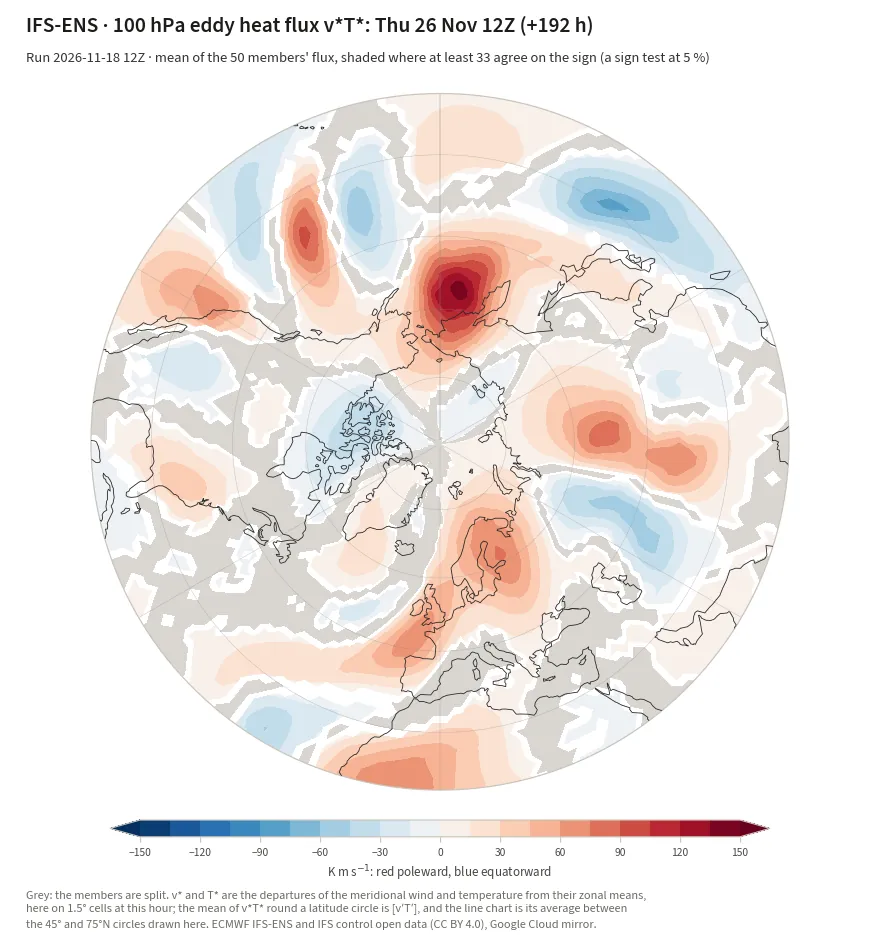 IFS-ENS · 100 hPa eddy heat flux v*T*: Thu 26 Nov 12Z (+192 h)
Run 2026-11-18 12Z · mean of the 50 members' flux, shaded where at least 33 agree on the sign (a sign test at 5 %)
−150 −120 −90 −60 −30 0 30 60 90 120 150
K m s⁻¹: red poleward, blue equatorward
Grey: the members are split. v* and T* are the departures of the meridional wind and temperature from their zonal means,
here on 1.5° cells at this hour; the mean of v*T* round a latitude circle is [v′T′], and the line chart is its average between
the 45° and 75°N circles drawn here. ECMWF IFS-ENS and IFS control open data (CC BY 4.0), Google Cloud mirror.